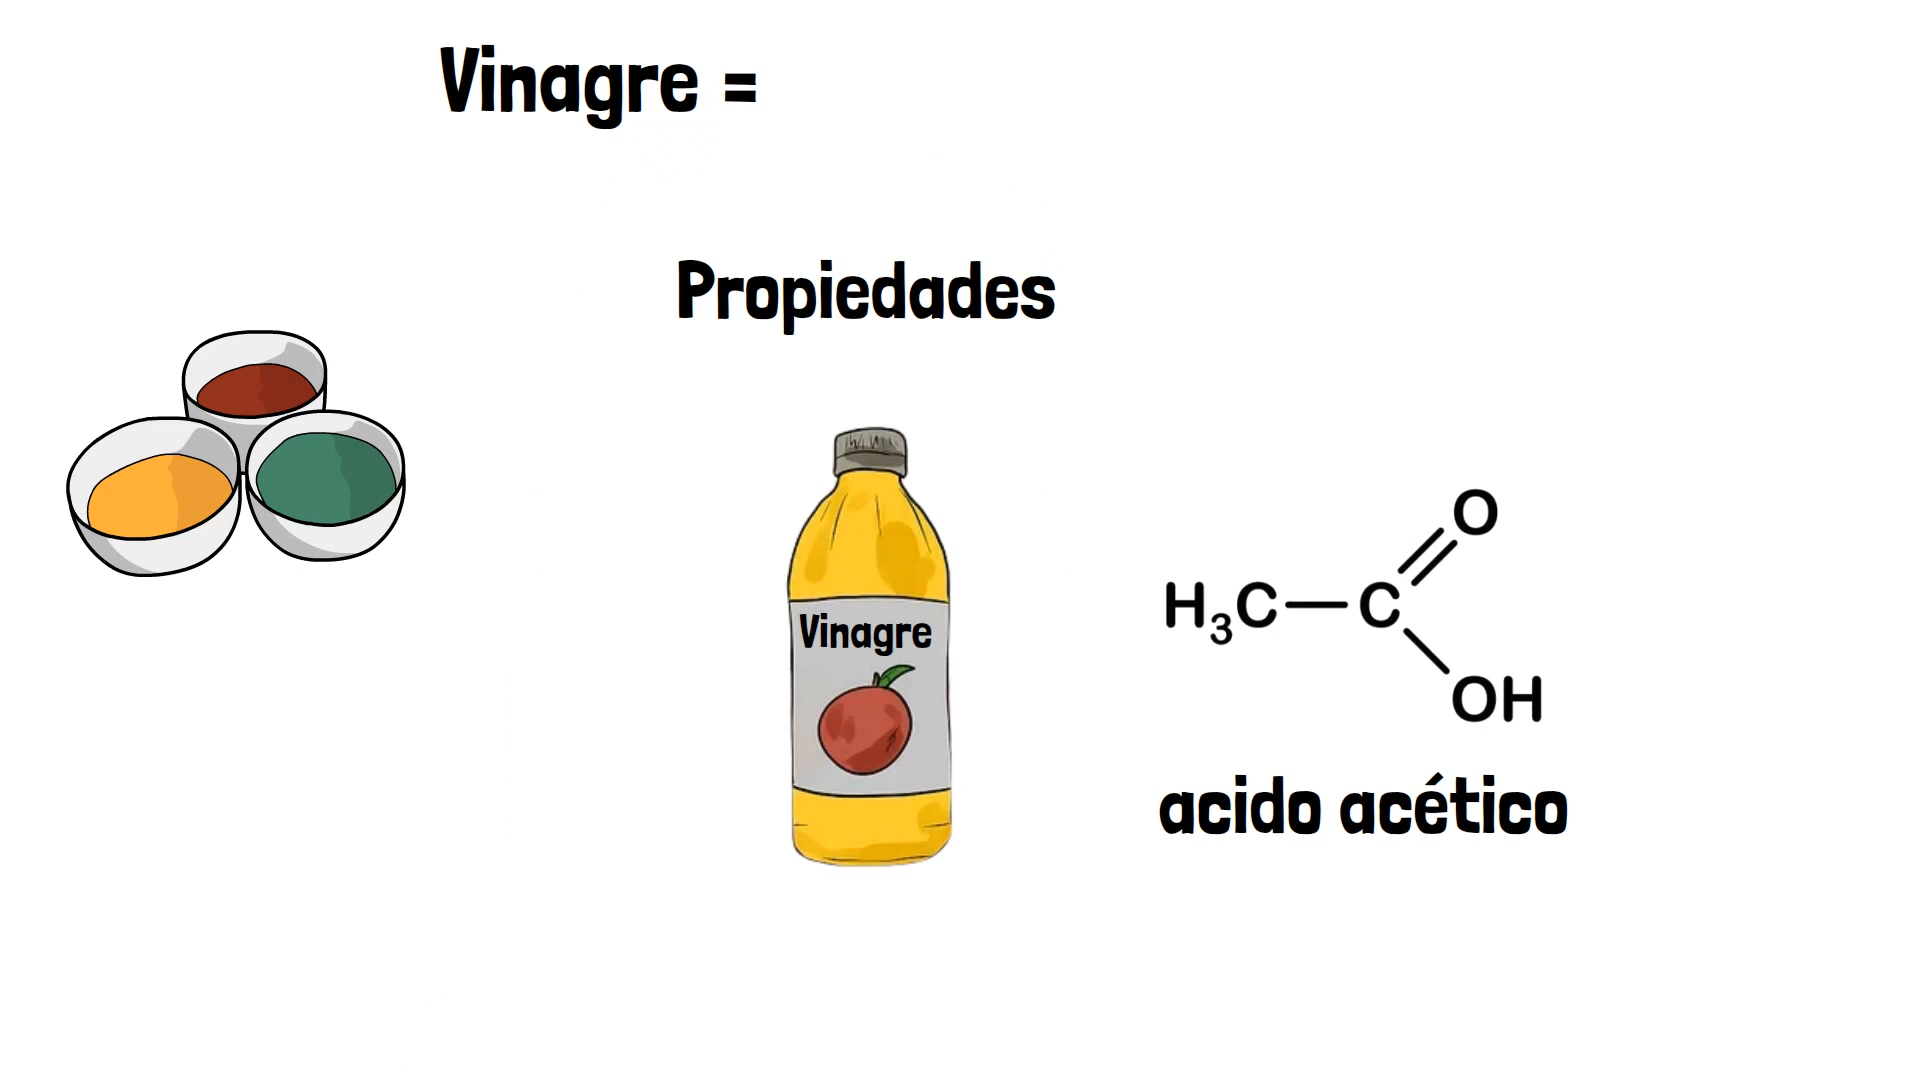 Vinagre =
Propiedades
Vinagre
O
H₃C—C
OH
acido acético